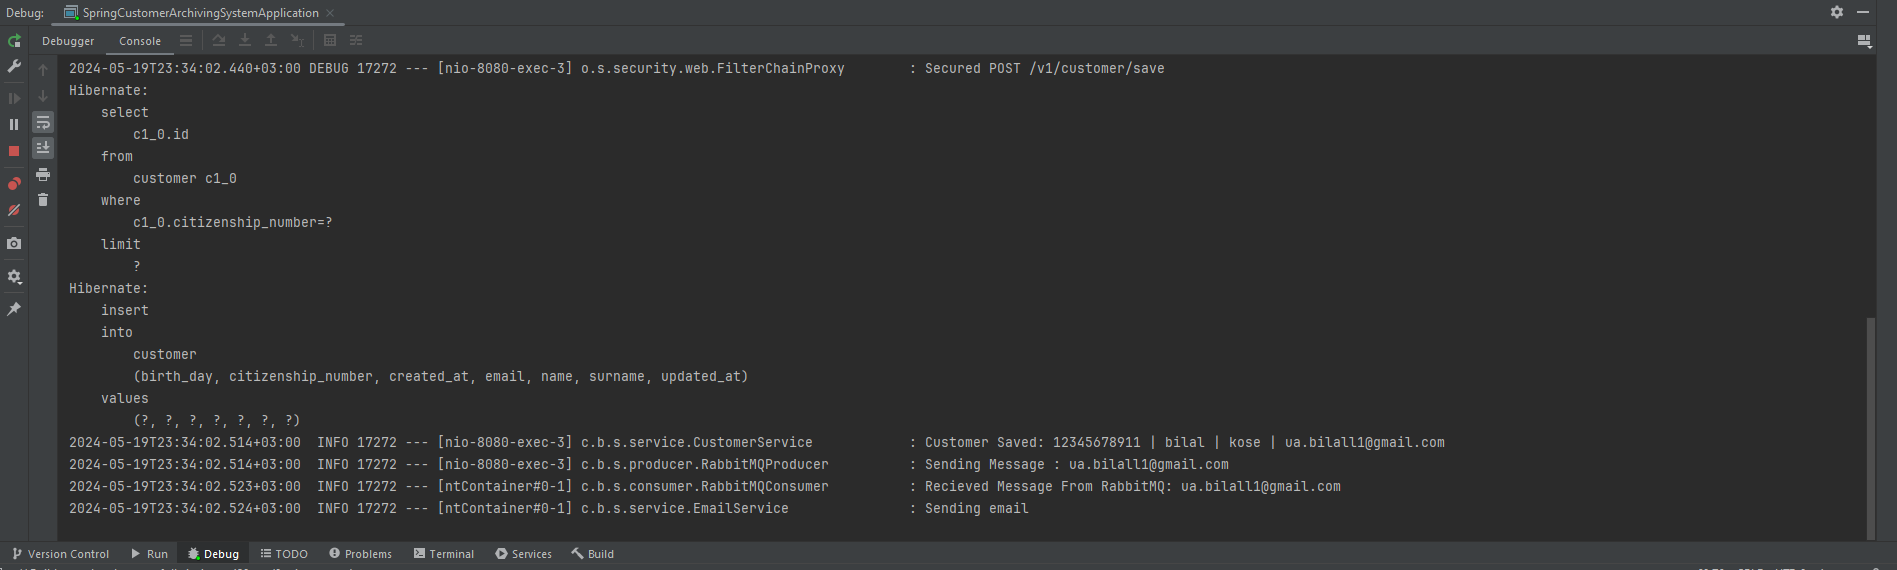 Debug: SpringCustomerArchivingSystemApplication
Debugger Console
2024-05-19T23:34:02.440+03:00 DEBUG 17272 --- [nio-8080-exec-3] o.s.security.web.FilterChainProxy : Secured POST /v1/customer/save
Hibernate:
select
c1_0.id
from
customer c1_0
where
c1_0.citizenship_number=?
limit
?
Hibernate:
insert
into
customer
(birth_day, citizenship_number, created_at, email, name, surname, updated_at)
values
(?, ?, ?, ?, ?, ?, ?)
2024-05-19T23:34:02.514+03:00 INFO 17272 --- [nio-8080-exec-3] c.b.s.service.CustomerService : Customer Saved: 12345678911 | bilal | kose | ua.bilall1@gmail.com
2024-05-19T23:34:02.514+03:00 INFO 17272 --- [nio-8080-exec-3] c.b.s.producer.RabbitMQProducer : Sending Message : ua.bilall1@gmail.com
2024-05-19T23:34:02.523+03:00 INFO 17272 --- [ntContainer#0-1] c.b.s.consumer.RabbitMQConsumer : Recieved Message From RabbitMQ: ua.bilall1@gmail.com
2024-05-19T23:34:02.524+03:00 INFO 17272 --- [ntContainer#0-1] c.b.s.service.EmailService : Sending email
Version Control Run Debug TODO Problems Terminal Services Build